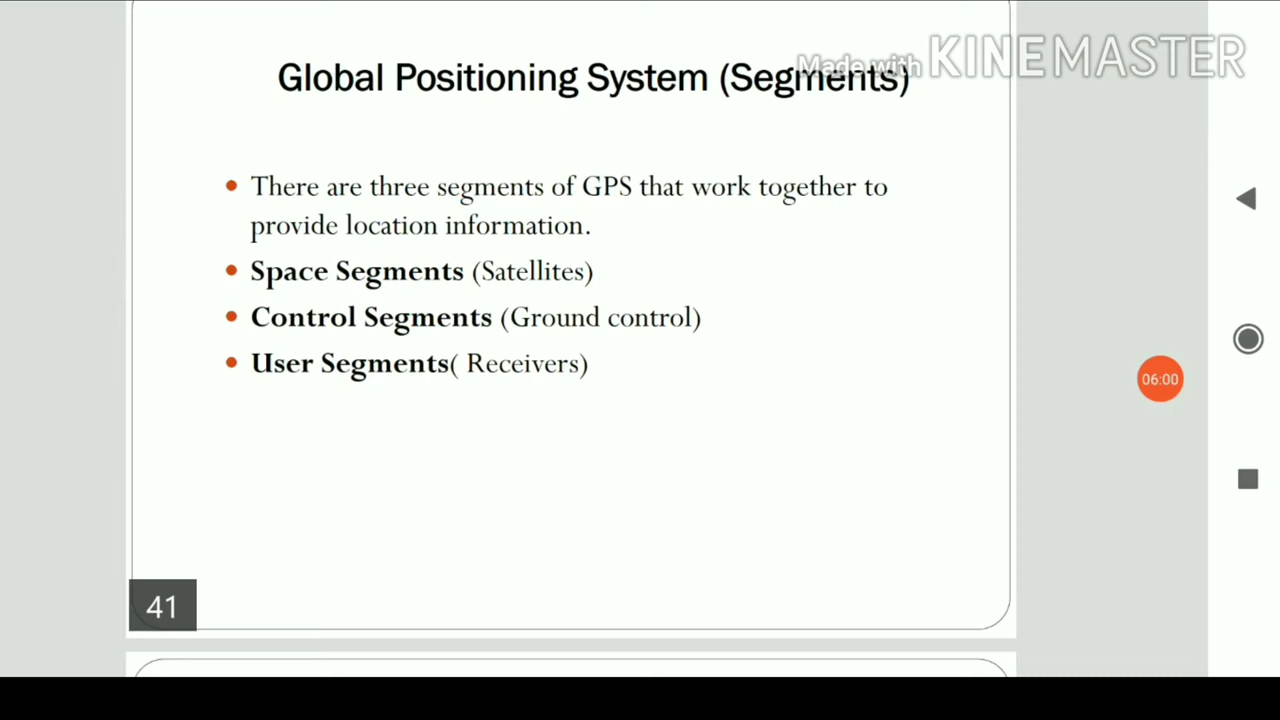 Made with KINEMASTER
Global Positioning System (Segments)
• There are three segments of GPS that work together to
provide location information.
• Space Segments (Satellites)
• Control Segments (Ground control)
• User Segments( Receivers)
06:00
41